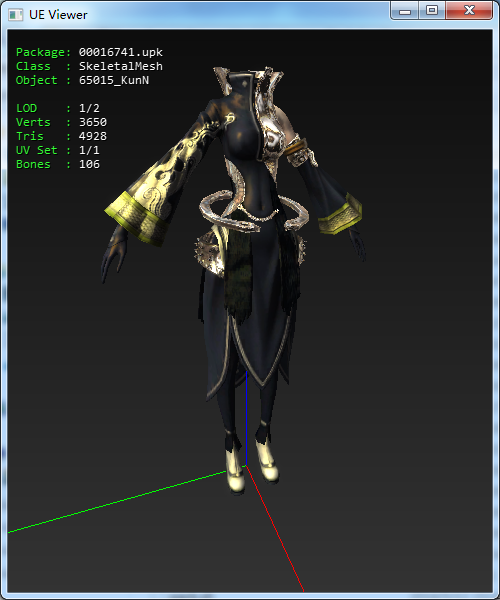 UE Viewer
Package: 00016741.upk
Class : SkeletalMesh
Object : 65015_KunN
LOD : 1/2
Verts : 3650
Tris : 4928
UV Set : 1/1
Bones : 106